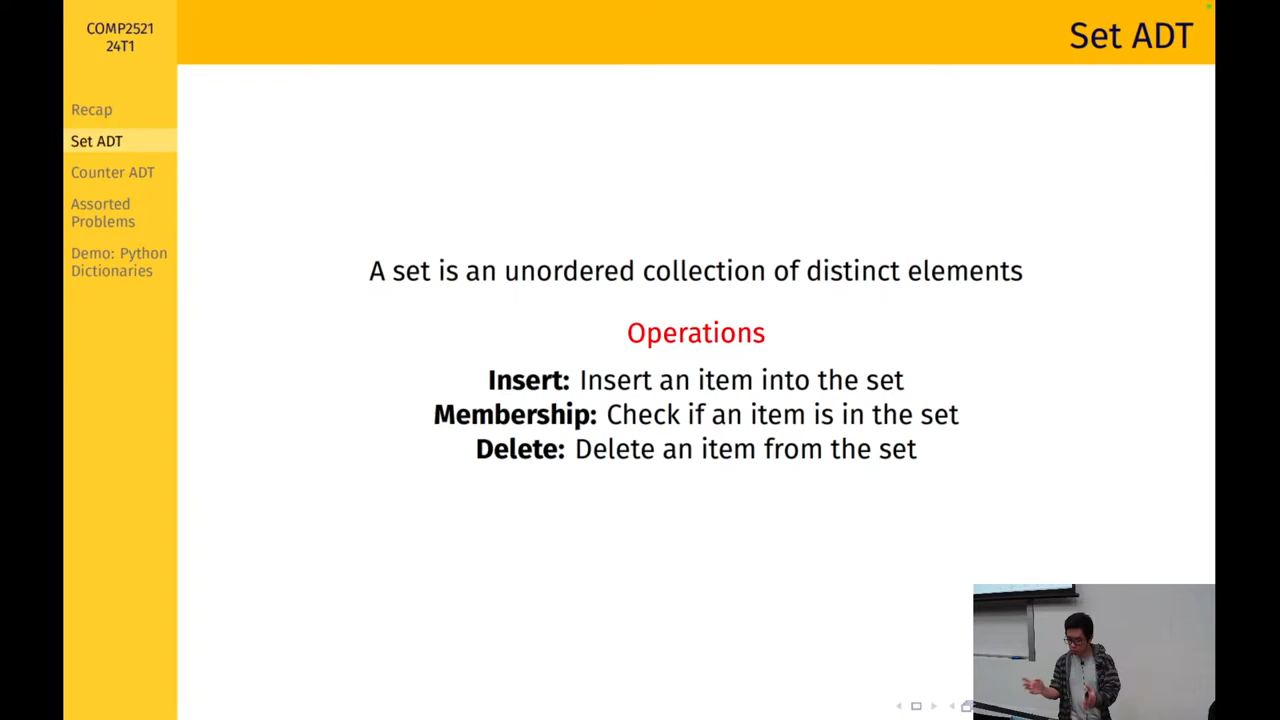 COMP2521
24T1
Set ADT
Recap
Set ADT
Counter ADT
Assorted
Problems
Demo: Python
Dictionaries
A set is an unordered collection of distinct elements
Operations
Insert: Insert an item into the set
Membership: Check if an item is in the set
Delete: Delete an item from the set